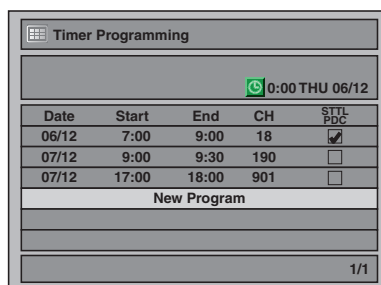 Timer Programming
0:00 THU 06/12
Date Start End CH STTL PDC
06/12 7:00 9:00 18
07/12 9:00 9:30 190
07/12 17:00 18:00 901
New Program
1/1